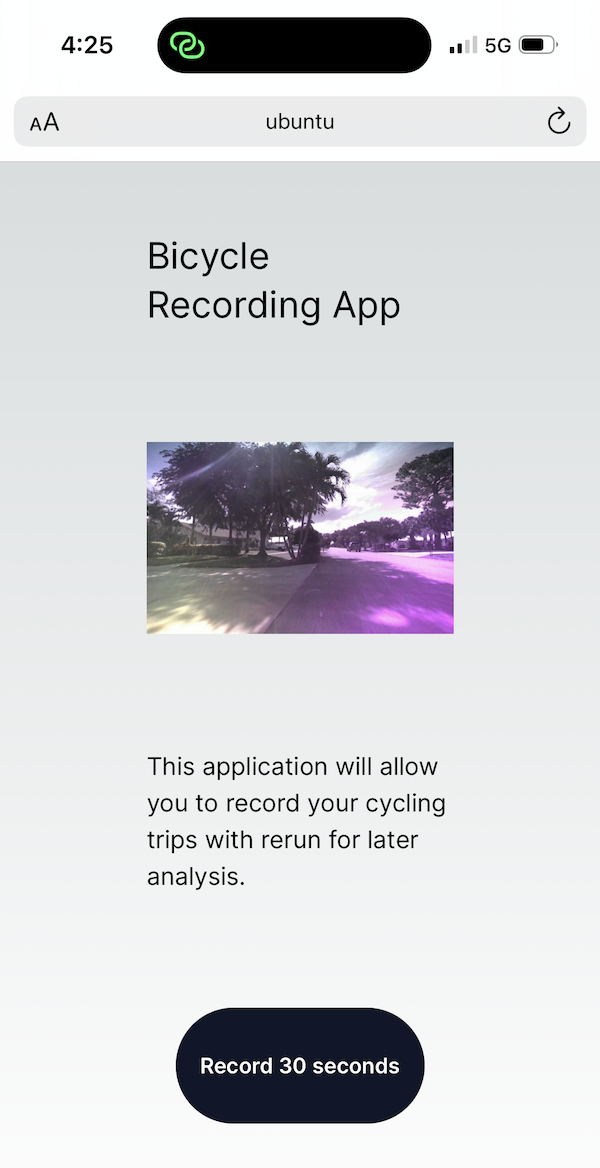 4:25
5G
AA
ubuntu
Bicycle
Recording App
This application will allow
you to record your cycling
trips with rerun for later
analysis.
Record 30 seconds